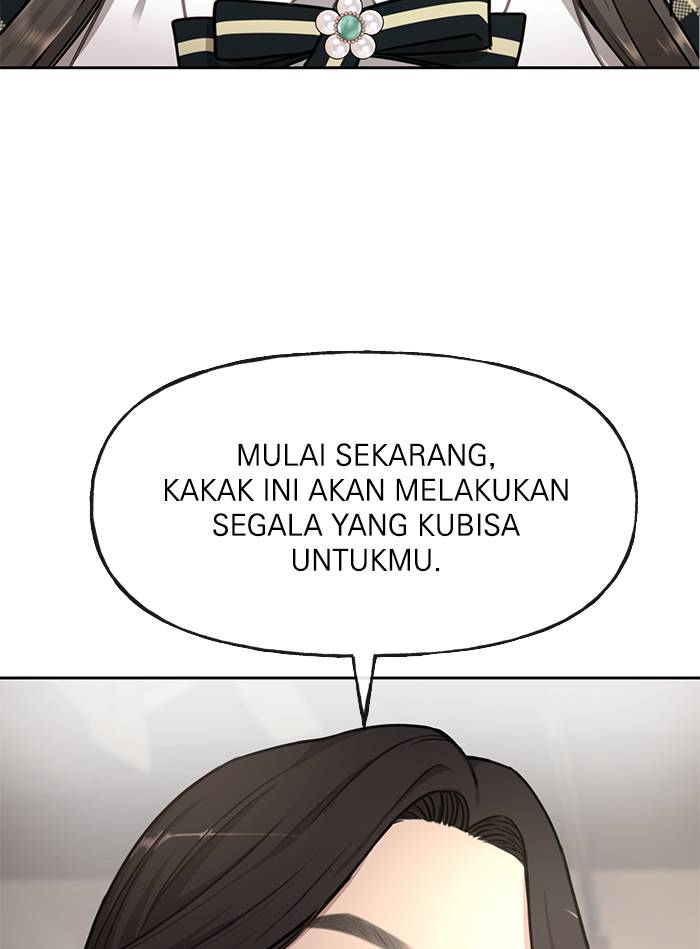 MULAI SEKARANG,
KAKAK INI AKAN MELAKUKAN
SEGALA YANG KUBISA
UNTUKMU.